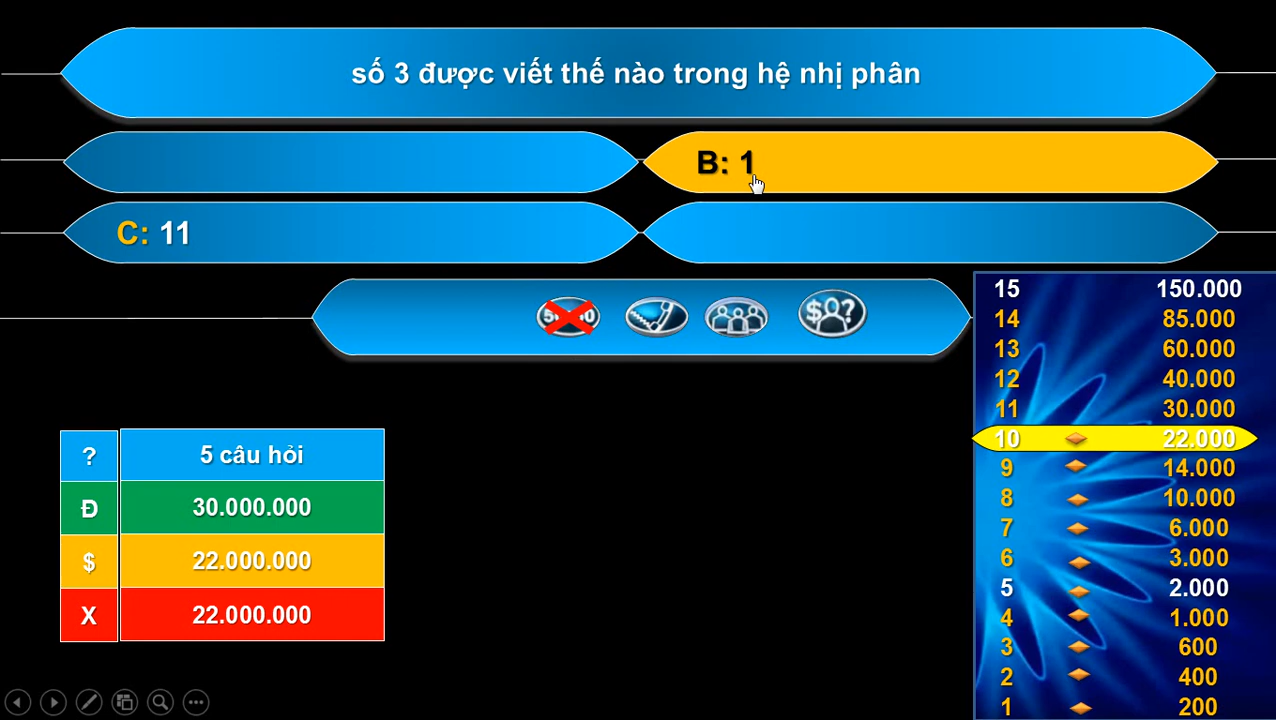 số 3 được viết thế nào trong hệ nhị phân
B: 1
C: 11
15 150.000
14 85.000
13 60.000
12 40.000
11 30.000
10 22.000
9 14.000
8 10.000
7 6.000
6 3.000
5 2.000
4 1.000
3 600
2 400
1 200
? 5 câu hỏi
Đ 30.000.000
$ 22.000.000
X 22.000.000